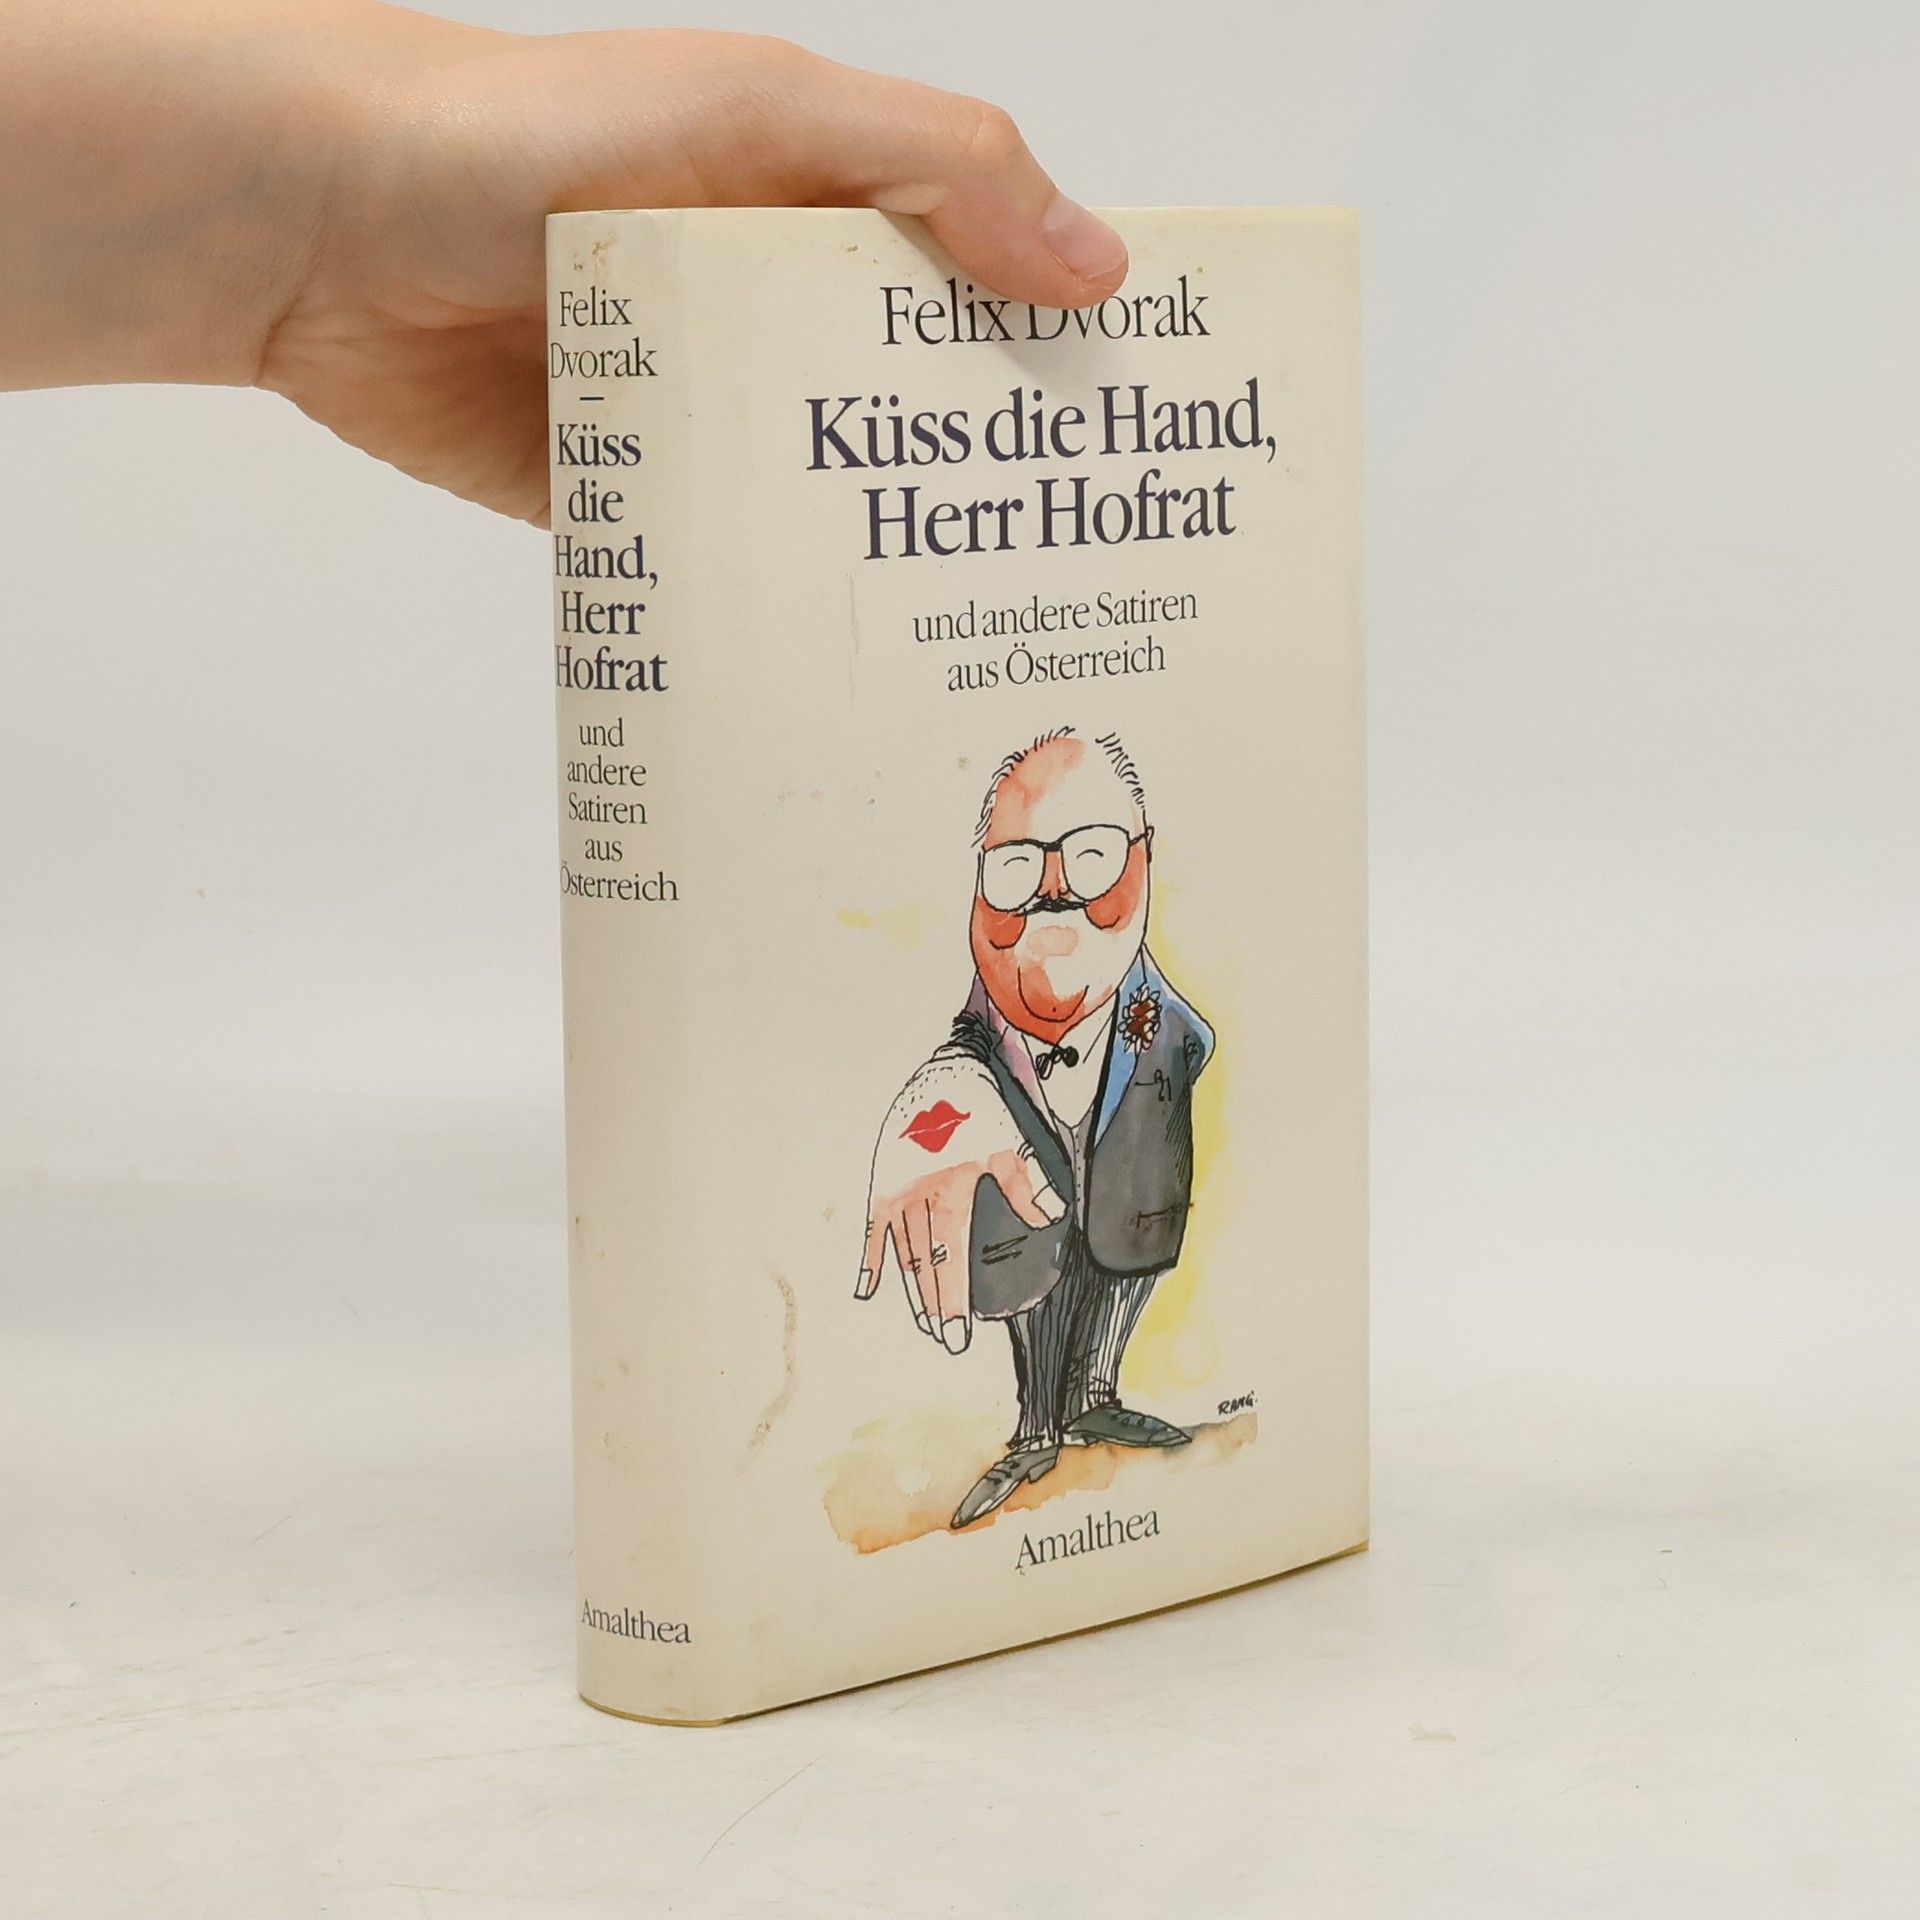 Felix
Dvorak
Küss
die
Hand,
Herr
Hofrat
und
andere
Satiren
aus
Österreich
Amalthea
Felix Dvorak
Küss die Hand,
Herr Hofrat
und andere Satiren
aus Österreich
RANG.
Amalthea